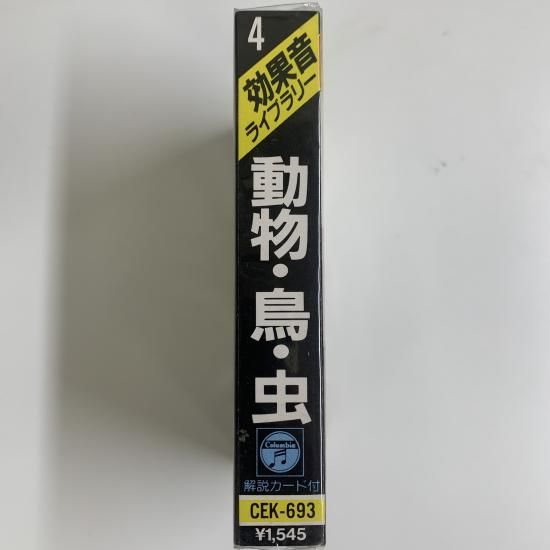 4
効果音
ライブラリー
動物・鳥・虫
Columbia
解説カード付
CEK-693
¥1,545